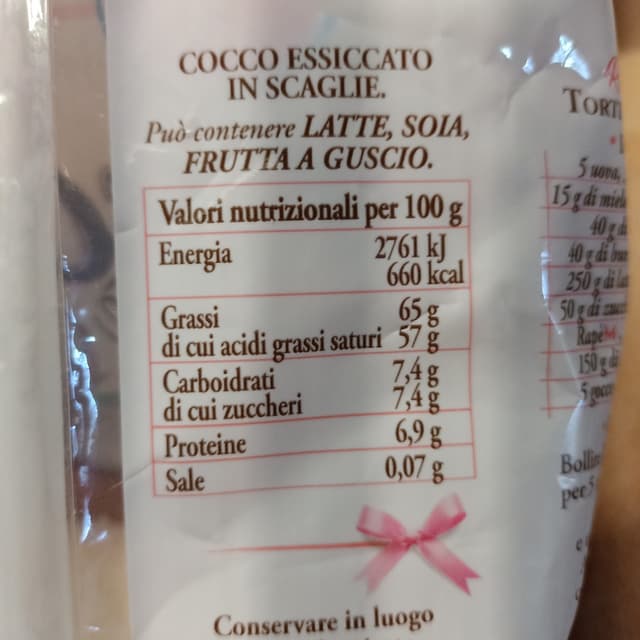 COCCO ESSICCATO
IN SCAGLIE.
Può contenere LATTE, SOIA,
FRUTTA A GUSCIO.
Valori nutrizionali per 100 g
Energia 2761 kJ
660 kcal
Grassi 65 g
di cui acidi grassi saturi 57 g
Carboidrati 7,4 g
di cui zuccheri 7,4 g
Proteine 6,9 g
Sale 0,07 g
Conservare in luogo
5 uova,
15 g di
40 g
40 g di
250 g di
50 g di
150 g
5
per 5